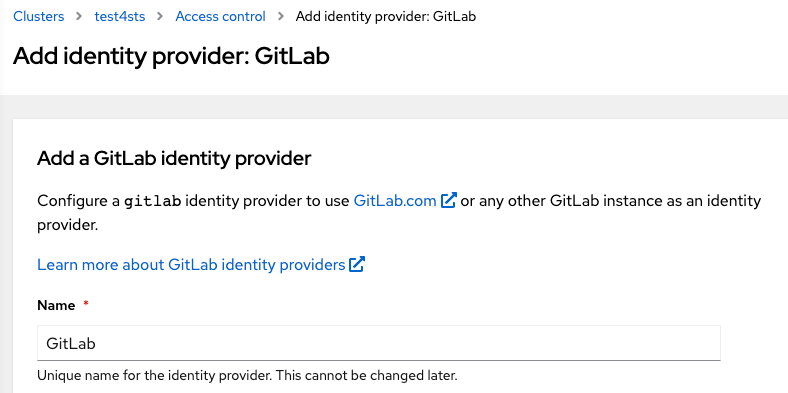 Clusters > test4sts > Access control > Add identity provider: GitLab
Add identity provider: GitLab
Add a GitLab identity provider
Configure a gitlab identity provider to use GitLab.com or any other GitLab instance as an identity
provider.
Learn more about GitLab identity providers
Name *
GitLab
Unique name for the identity provider. This cannot be changed later.